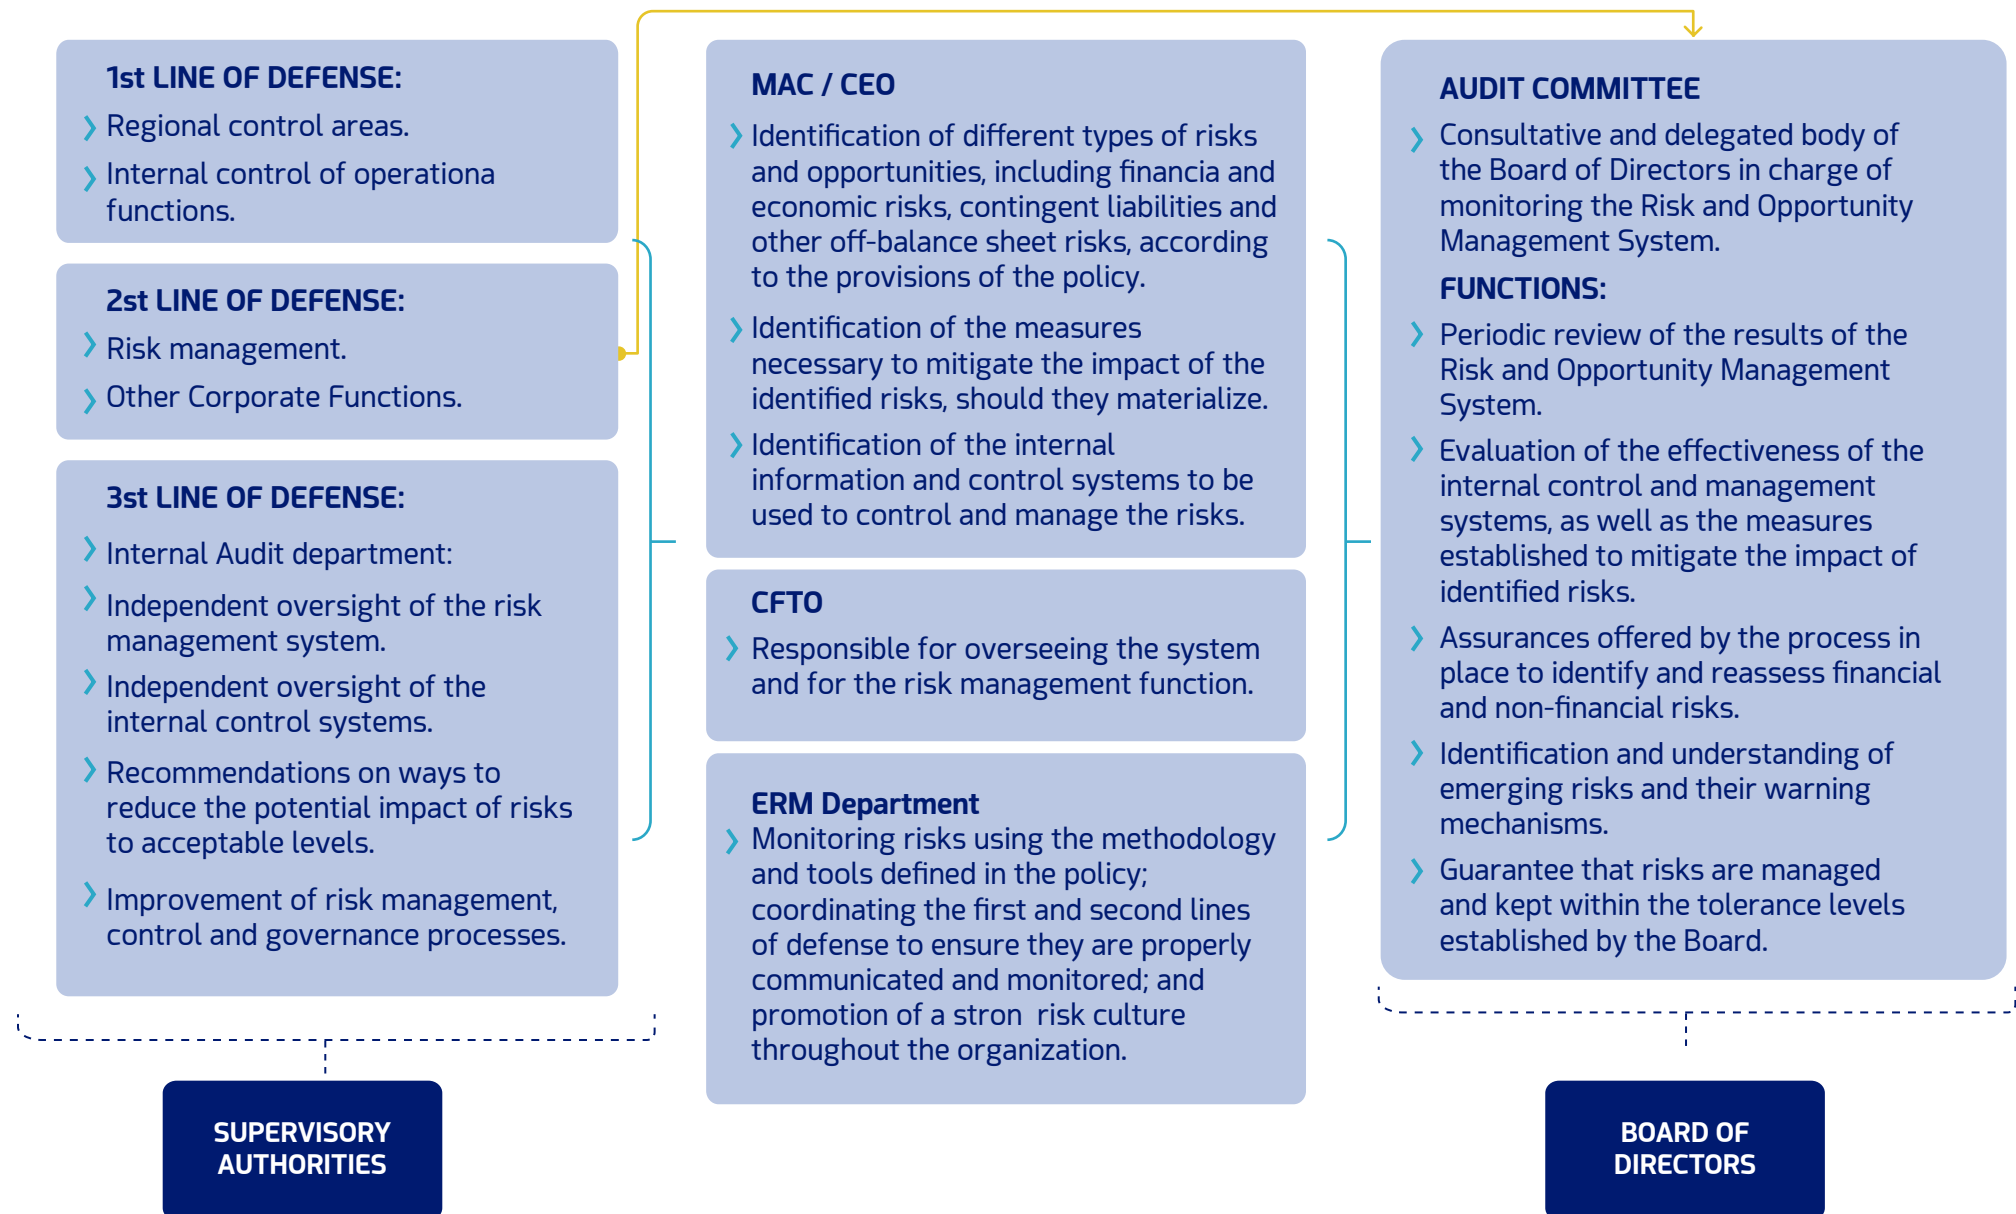 1st LINE OF DEFENSE:
Regional control areas.
Internal control of operationa
functions.
2st LINE OF DEFENSE:
Risk management.
Other Corporate Functions.
3st LINE OF DEFENSE:
Internal Audit department:
Independent oversight of the risk
management system.
Independent oversight of the
internal control systems.
Recommendations on ways to
reduce the potential impact of risks
to acceptable levels.
Improvement of risk management,
control and governance processes.
SUPERVISORY
AUTHORITIES
MAC / CEO
Identification of different types of risks
and opportunities, including financia and
economic risks, contingent liabilities and
other off-balance sheet risks, according
to the provisions of the policy.
Identification of the measures
necessary to mitigate the impact of the
identified risks, should they materialize.
Identification of the internal
information and control systems to be
used to control and manage the risks.
CFTO
Responsible for overseeing the system
and for the risk management function.
ERM Department
Monitoring risks using the methodology
and tools defined in the policy;
coordinating the first and second lines
of defense to ensure they are properly
communicated and monitored; and
promotion of a stron  risk culture
throughout the organization.
AUDIT COMMITTEE
Consultative and delegated body of
the Board of Directors in charge of
monitoring the Risk and Opportunity
Management System.
FUNCTIONS:
Periodic review of the results of the
Risk and Opportunity Management
System.
Evaluation of the effectiveness of the
internal control and management
systems, as well as the measures
established to mitigate the impact of
identified risks.
Assurances offered by the process in
place to identify and reassess financial
and non-financial risks.
Identification and understanding of
emerging risks and their warning
mechanisms.
Guarantee that risks are managed
and kept within the tolerance levels
established by the Board.
BOARD OF
DIRECTORS